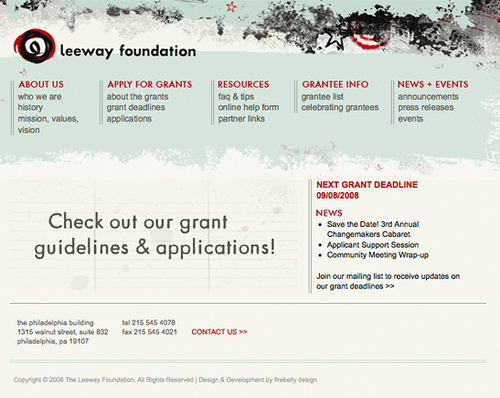 leeway foundation
ABOUT US
who we are
history
mission, values,
vision
APPLY FOR GRANTS
about the grants
grant deadlines
applications
RESOURCES
faq & tips
online help form
partner links
GRANTEE INFO
grantee list
celebrating grantees
NEWS + EVENTS
announcements
press releases
events
Check out our grant
guidelines & applications!
NEXT GRANT DEADLINE
09/08/2008
NEWS
Save the Date! 3rd Annual
Changemakers Cabaret
Applicant Support Session
Community Meeting Wrap-up
Join our mailing list to receive updates on
our grant deadlines >>
the philadelphia building
1315 walnut street, suite 832
philadelphia, pa 19107
tel 215 545 4078
fax 215 545 4021
CONTACT US >>
Copyright © 2008 The Leeway Foundation, All Rights Reserved | Design & Development by firebelly design